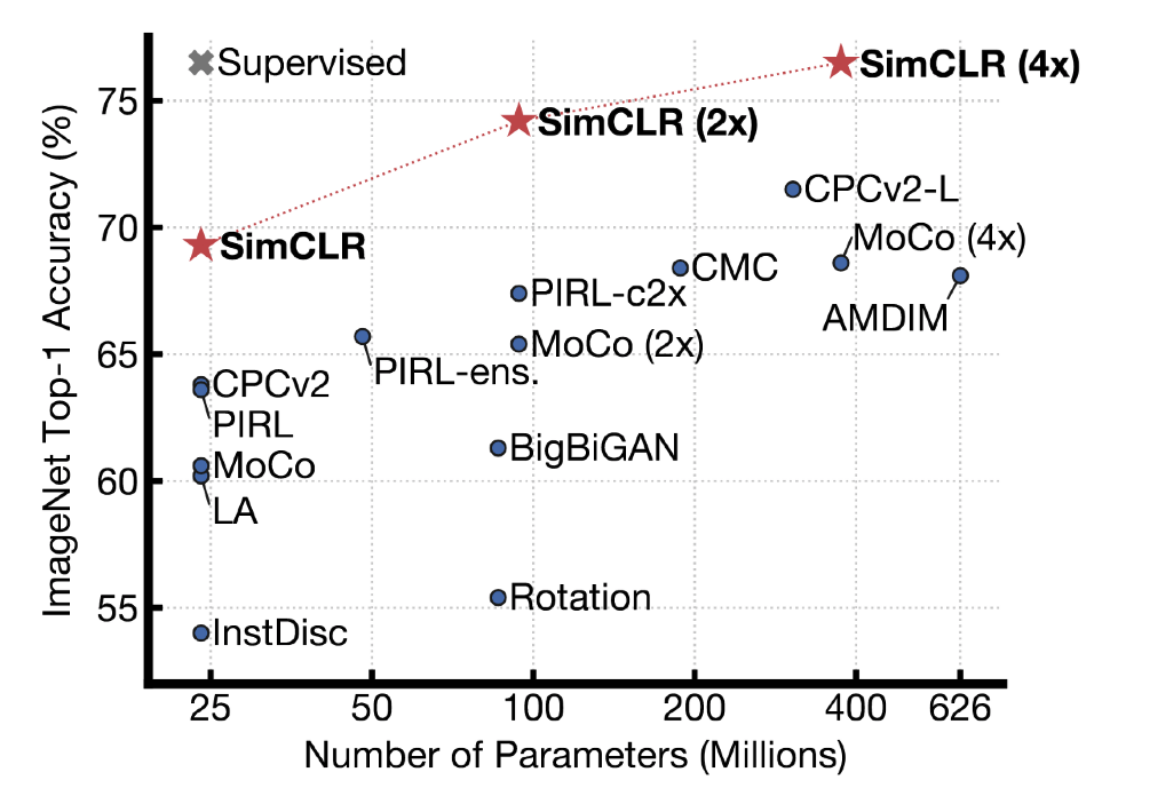 Supervised
SimCLR (4x)
75
SimCLR (2x)
CPCv2-L
70
SimCLR
MoCo (4x)
CMC
PIRL-c2x
AMDIM
MoCo (2x)
65
PIRL-ens.
CPCv2
PIRL
MoCo
BigBiGAN
60
LA
Rotation
55
InstDisc
25 50 100 200 400 626
Number of Parameters (Millions)
ImageNet Top-1 Accuracy (%)